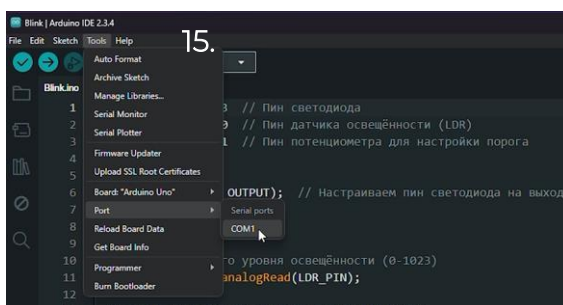 Blink | Arduino IDE 2.3.4
File Edit Sketch Tools Help
15.
Auto Format
Archive Sketch
Manage Libraries...
Serial Monitor
Serial Plotter
Firmware Updater
Upload SSL Root Certificates
Board: "Arduino Uno"
Port
Reload Board Data
Get Board Info
Programmer
Burn Bootloader
Serial ports
COM1
Blink.ino
1 3 // Пин светодиода
2 0 // Пин датчика освещённости (LDR)
3 1 // Пин потенциометра для настройки порога
4
5
6 OUTPUT); // Настраиваем пин светодиода на выход
7
8
9
10 го уровня освещённости (0-1023)
11 analogRead(LDR_PIN);
12